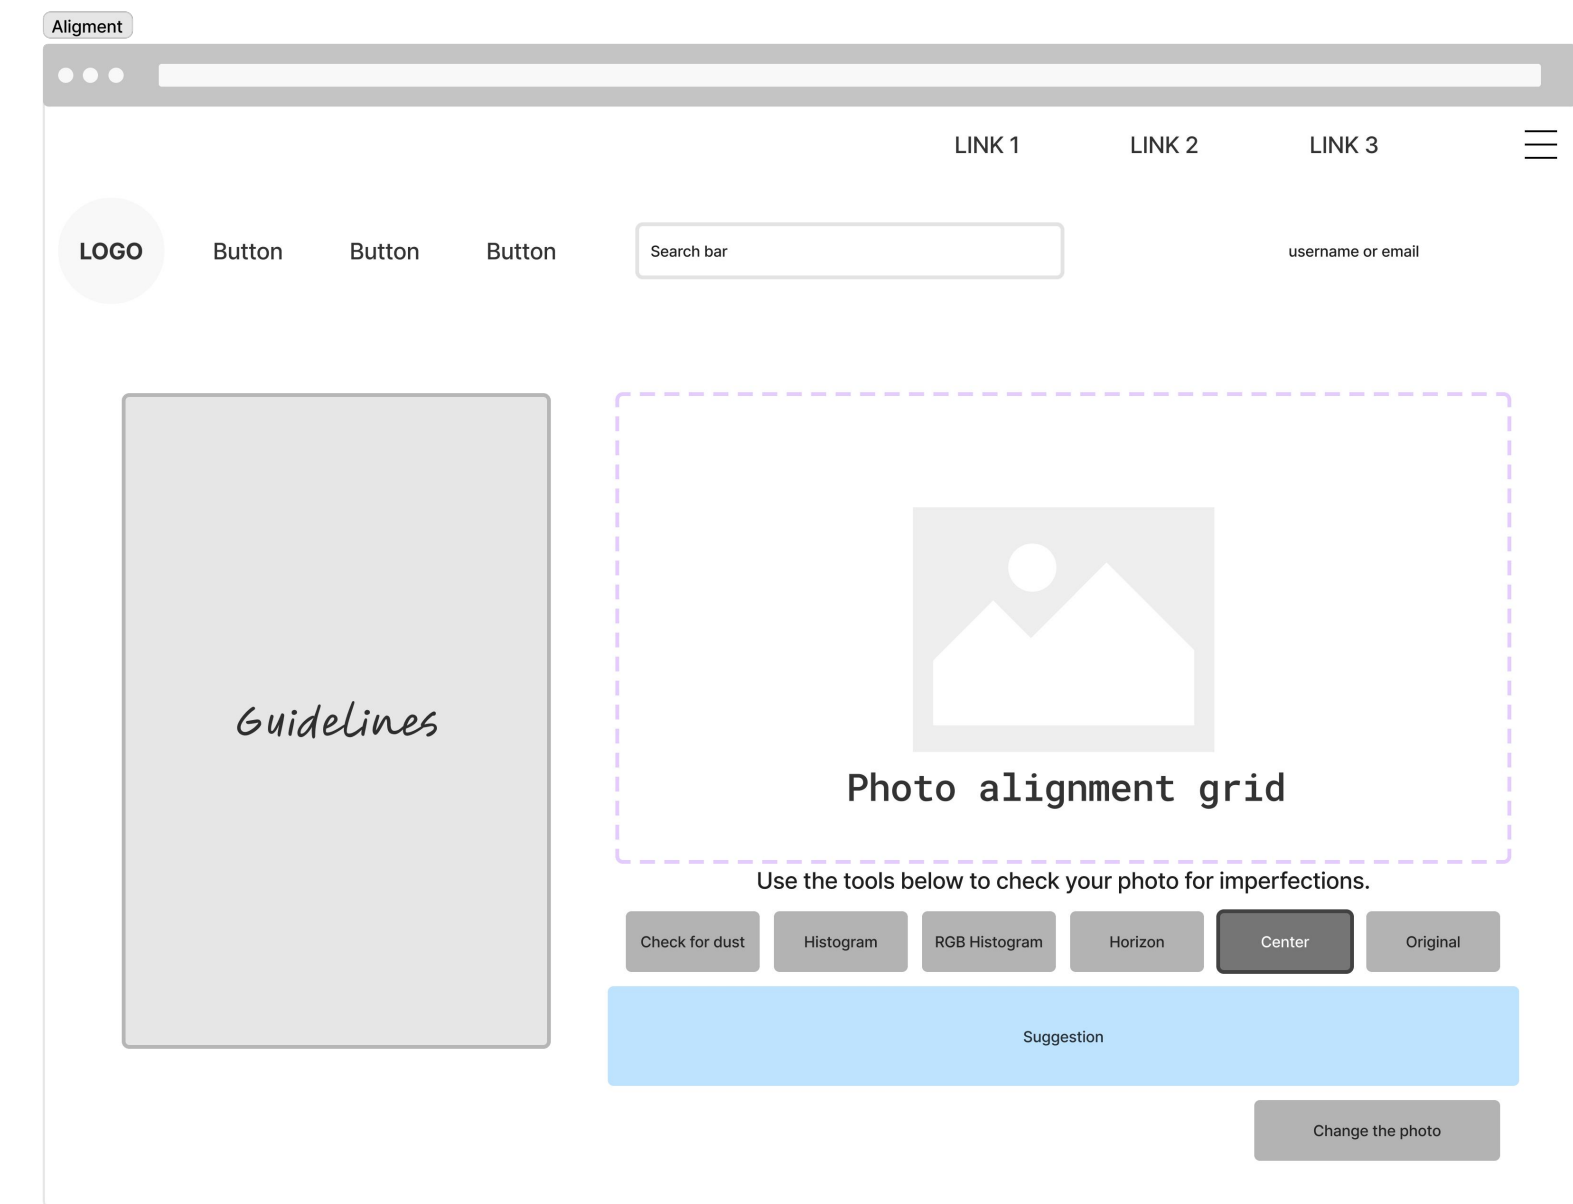 Aligment
LINK 1 LINK 2 LINK 3
LOGO Button Button Button Search bar username or email
Guidelines
Photo alignment grid
Use the tools below to check your photo for imperfections.
Check for dust Histogram RGB Histogram Horizon Center Original
Suggestion
Change the photo